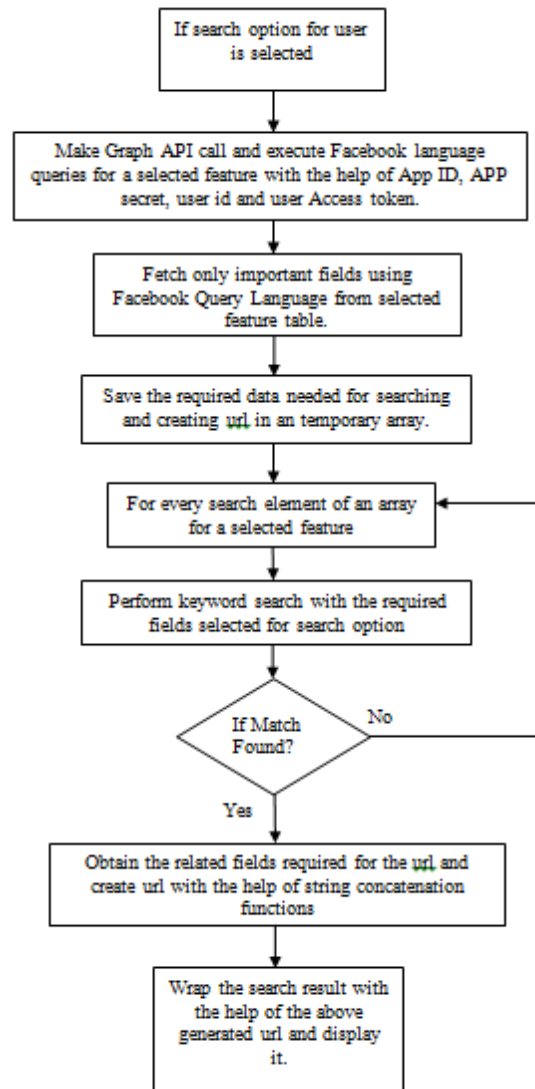 If search option for user
is selected
Make Graph API call and execute Facebook language
queries for a selected feature with the help of App ID, APP
secret, user id and user Access token.
Fetch only important fields using
Facebook Query Language from selected
feature table.
Save the required data needed for searching
and creating url in an temporary array.
For every search element of an array
for a selected feature
Perform keyword search with the required
fields selected for search option
If Match
Found?
No
Yes
Obtain the related fields required for the url and
create url with the help of string concatenation
functions
Wrap the search result with
the help of the above
generated url and display
it.